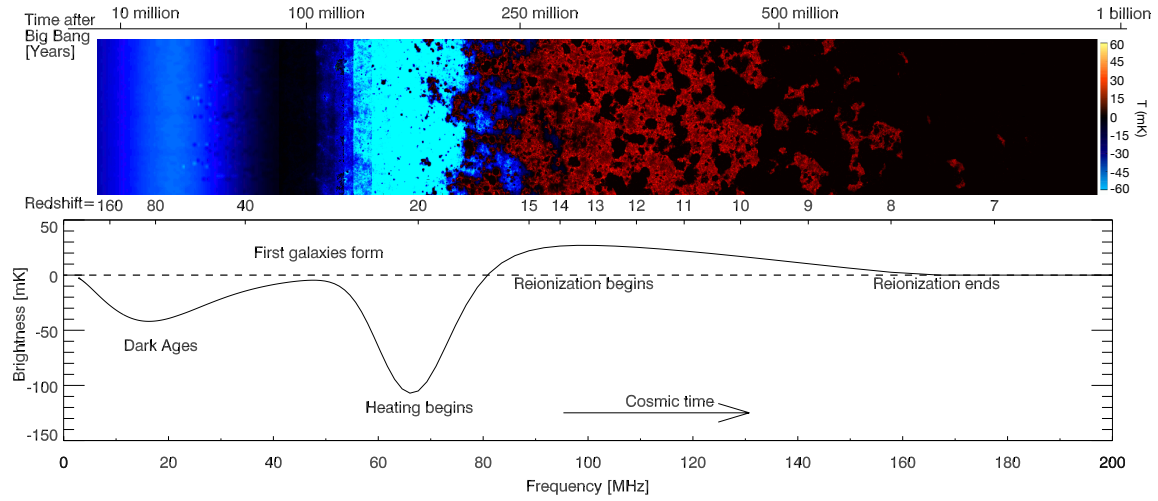 Time after
Big Bang
[Years]
10 million 100 million 250 million 500 million 1 billion
60
45
30
15
0
-15
-30
-45
-60
T (mK)
Redshift= 160 80 40 20 15 14 13 12 11 10 9 8 7
50
0
-50
-100
-150
Brightness [mK]
First galaxies form
Reionization begins
Reionization ends
Dark Ages
Heating begins
Cosmic time
0 20 40 60 80 100 120 140 160 180 200
Frequency [MHz]